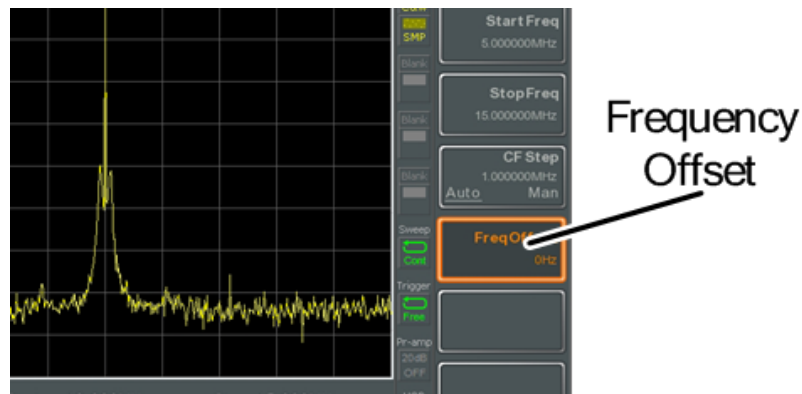 SMP
Blank
Blank
Blank
Sweep
Cont
Trigger
Free
Pr-amp
20dB
OFF
Start Freq
5.000000MHz
Stop Freq
15.000000MHz
CF Step
1.000000MHz
Auto Man
Freq Off
0Hz
Frequency
Offset